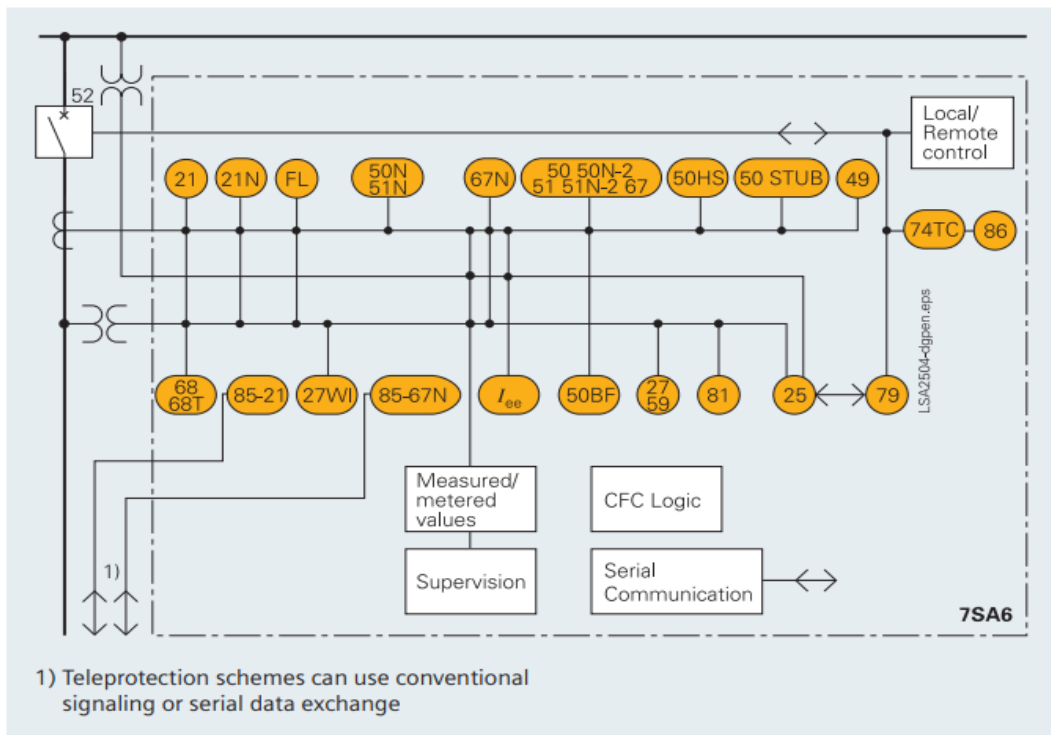 52
Local/
Remote
control
21
21N
FL
50N
51N
67N
50 50N-2
51 51N-2 67
50HS
50 STUB
49
74TC
86
LSA2504-dgpen.eps
68
68T
85-21
27WI
85-67N
Iee
50BF
27
59
81
25
79
Measured/
metered
values
CFC Logic
1)
Supervision
Serial
Communication
7SA6
1) Teleprotection schemes can use conventional
signaling or serial data exchange